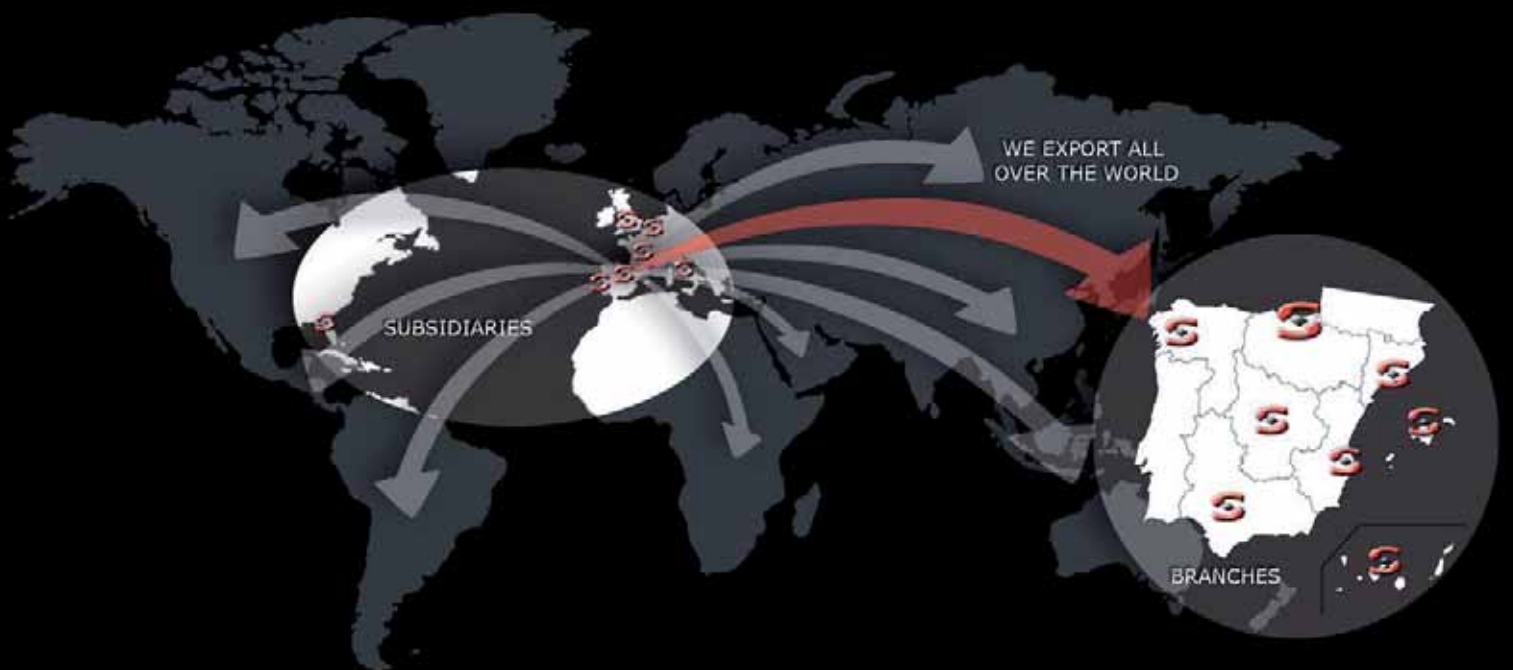 WE EXPORT ALL
OVER THE WORLD
SUBSIDIARIES
BRANCHES